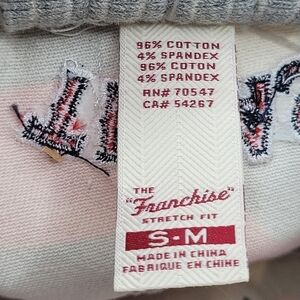 96% COTTON
4% SPANDEX
96% COTON
4% SPANDEX
RN# 70547
CA# 54267
THE
"Franchise"
STRETCH FIT
S-M
MADE IN CHINA
FABRIQUE EN CHINE